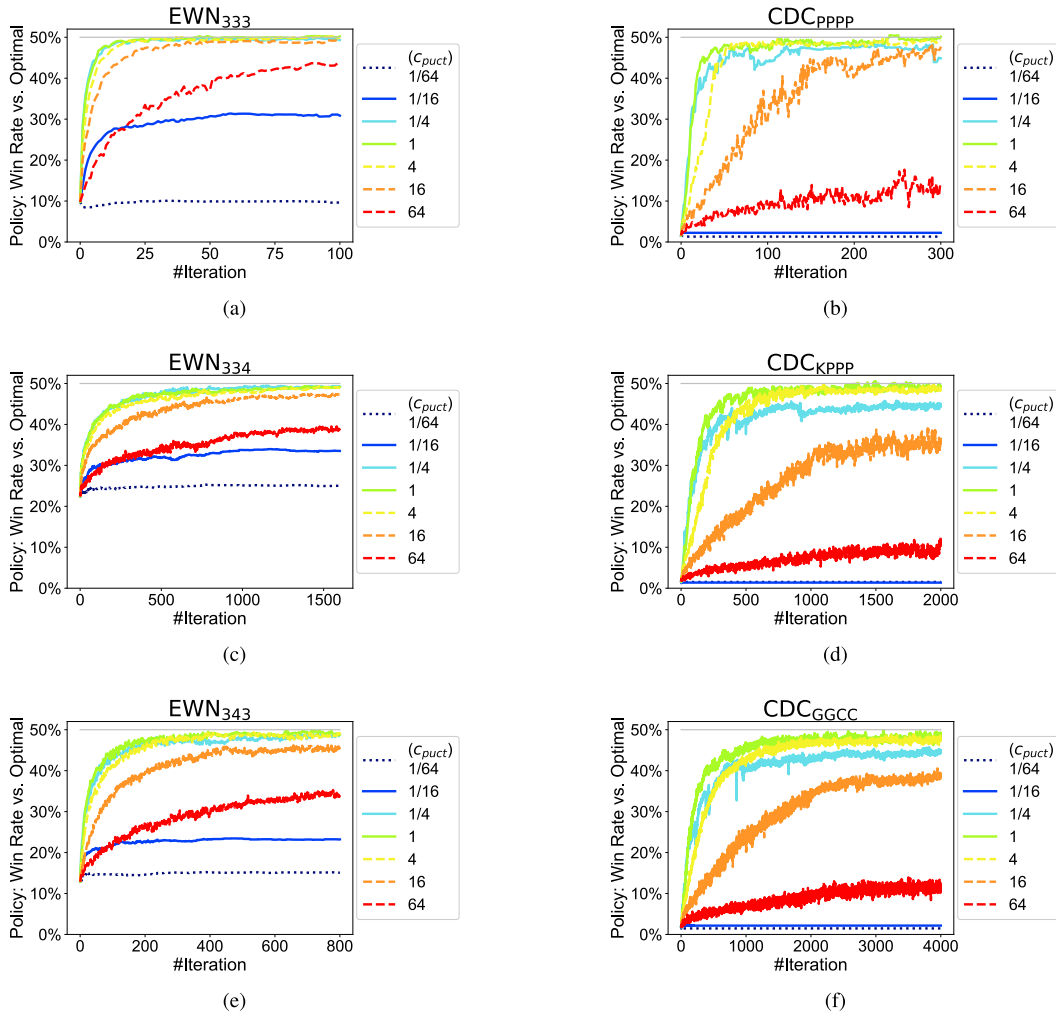 EWN333
Policy: Win Rate vs. Optimal
50%
40%
30%
20%
10%
0%
0 25 50 75 100
#Iteration
(c_puct)
1/64
1/16
1/4
1
4
16
64
(a)
CDCPPPP
Policy: Win Rate vs. Optimal
50%
40%
30%
20%
10%
0%
0 100 200 300
#Iteration
(c_puct)
1/64
1/16
1/4
1
4
16
64
(b)
EWN334
Policy: Win Rate vs. Optimal
50%
40%
30%
20%
10%
0%
0 500 1000 1500
#Iteration
(c_puct)
1/64
1/16
1/4
1
4
16
64
(c)
CDCKPPP
Policy: Win Rate vs. Optimal
50%
40%
30%
20%
10%
0%
0 500 1000 1500 2000
#Iteration
(c_puct)
1/64
1/16
1/4
1
4
16
64
(d)
EWN343
Policy: Win Rate vs. Optimal
50%
40%
30%
20%
10%
0%
0 200 400 600 800
#Iteration
(c_puct)
1/64
1/16
1/4
1
4
16
64
(e)
CDCGGCC
Policy: Win Rate vs. Optimal
50%
40%
30%
20%
10%
0%
0 1000 2000 3000 4000
#Iteration
(c_puct)
1/64
1/16
1/4
1
4
16
64
(f)